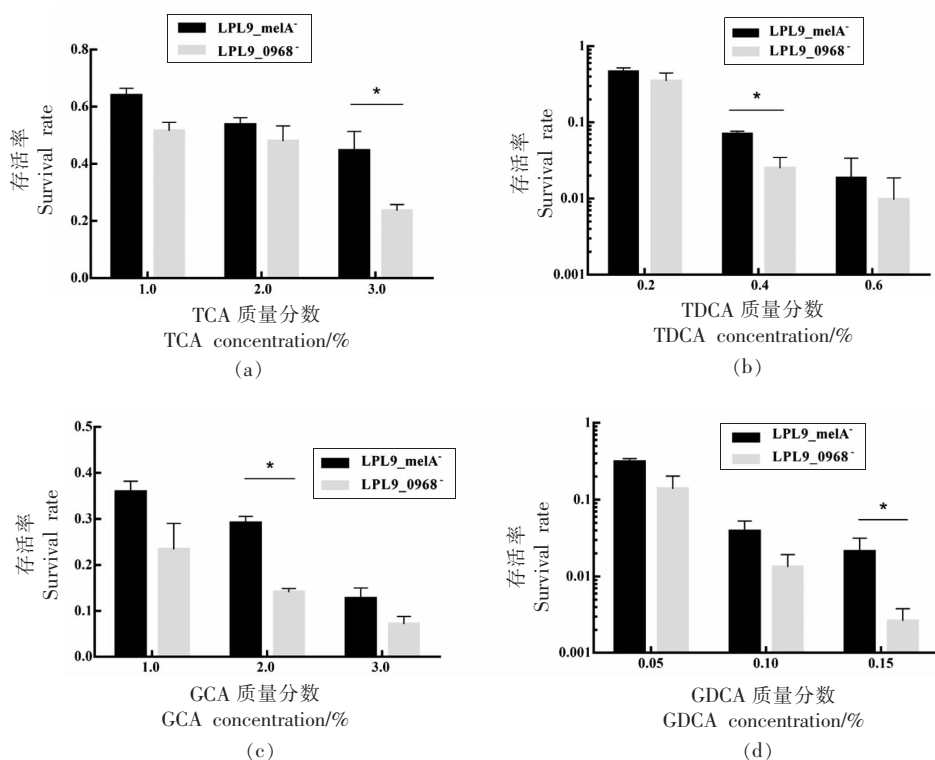 LPL9_melA⁻
LPL9_0968⁻
0.8
0.6
0.4
0.2
0.0
存活率
Survival rate
*
1.0 2.0 3.0
TCA 质量分数
TCA concentration/%
(a)
LPL9_melA⁻
LPL9_0968⁻
1
0.1
0.01
0.001
存活率
Survival rate
*
0.2 0.4 0.6
TDCA 质量分数
TDCA concentration/%
(b)
LPL9_melA⁻
LPL9_0968⁻
0.5
0.4
0.3
0.2
0.1
0.0
存活率
Survival rate
*
1.0 2.0 3.0
GCA 质量分数
GCA concentration/%
(c)
LPL9_melA⁻
LPL9_0968⁻
1
0.1
0.01
0.001
存活率
Survival rate
*
0.05 0.10 0.15
GDCA 质量分数
GDCA concentration/%
(d)